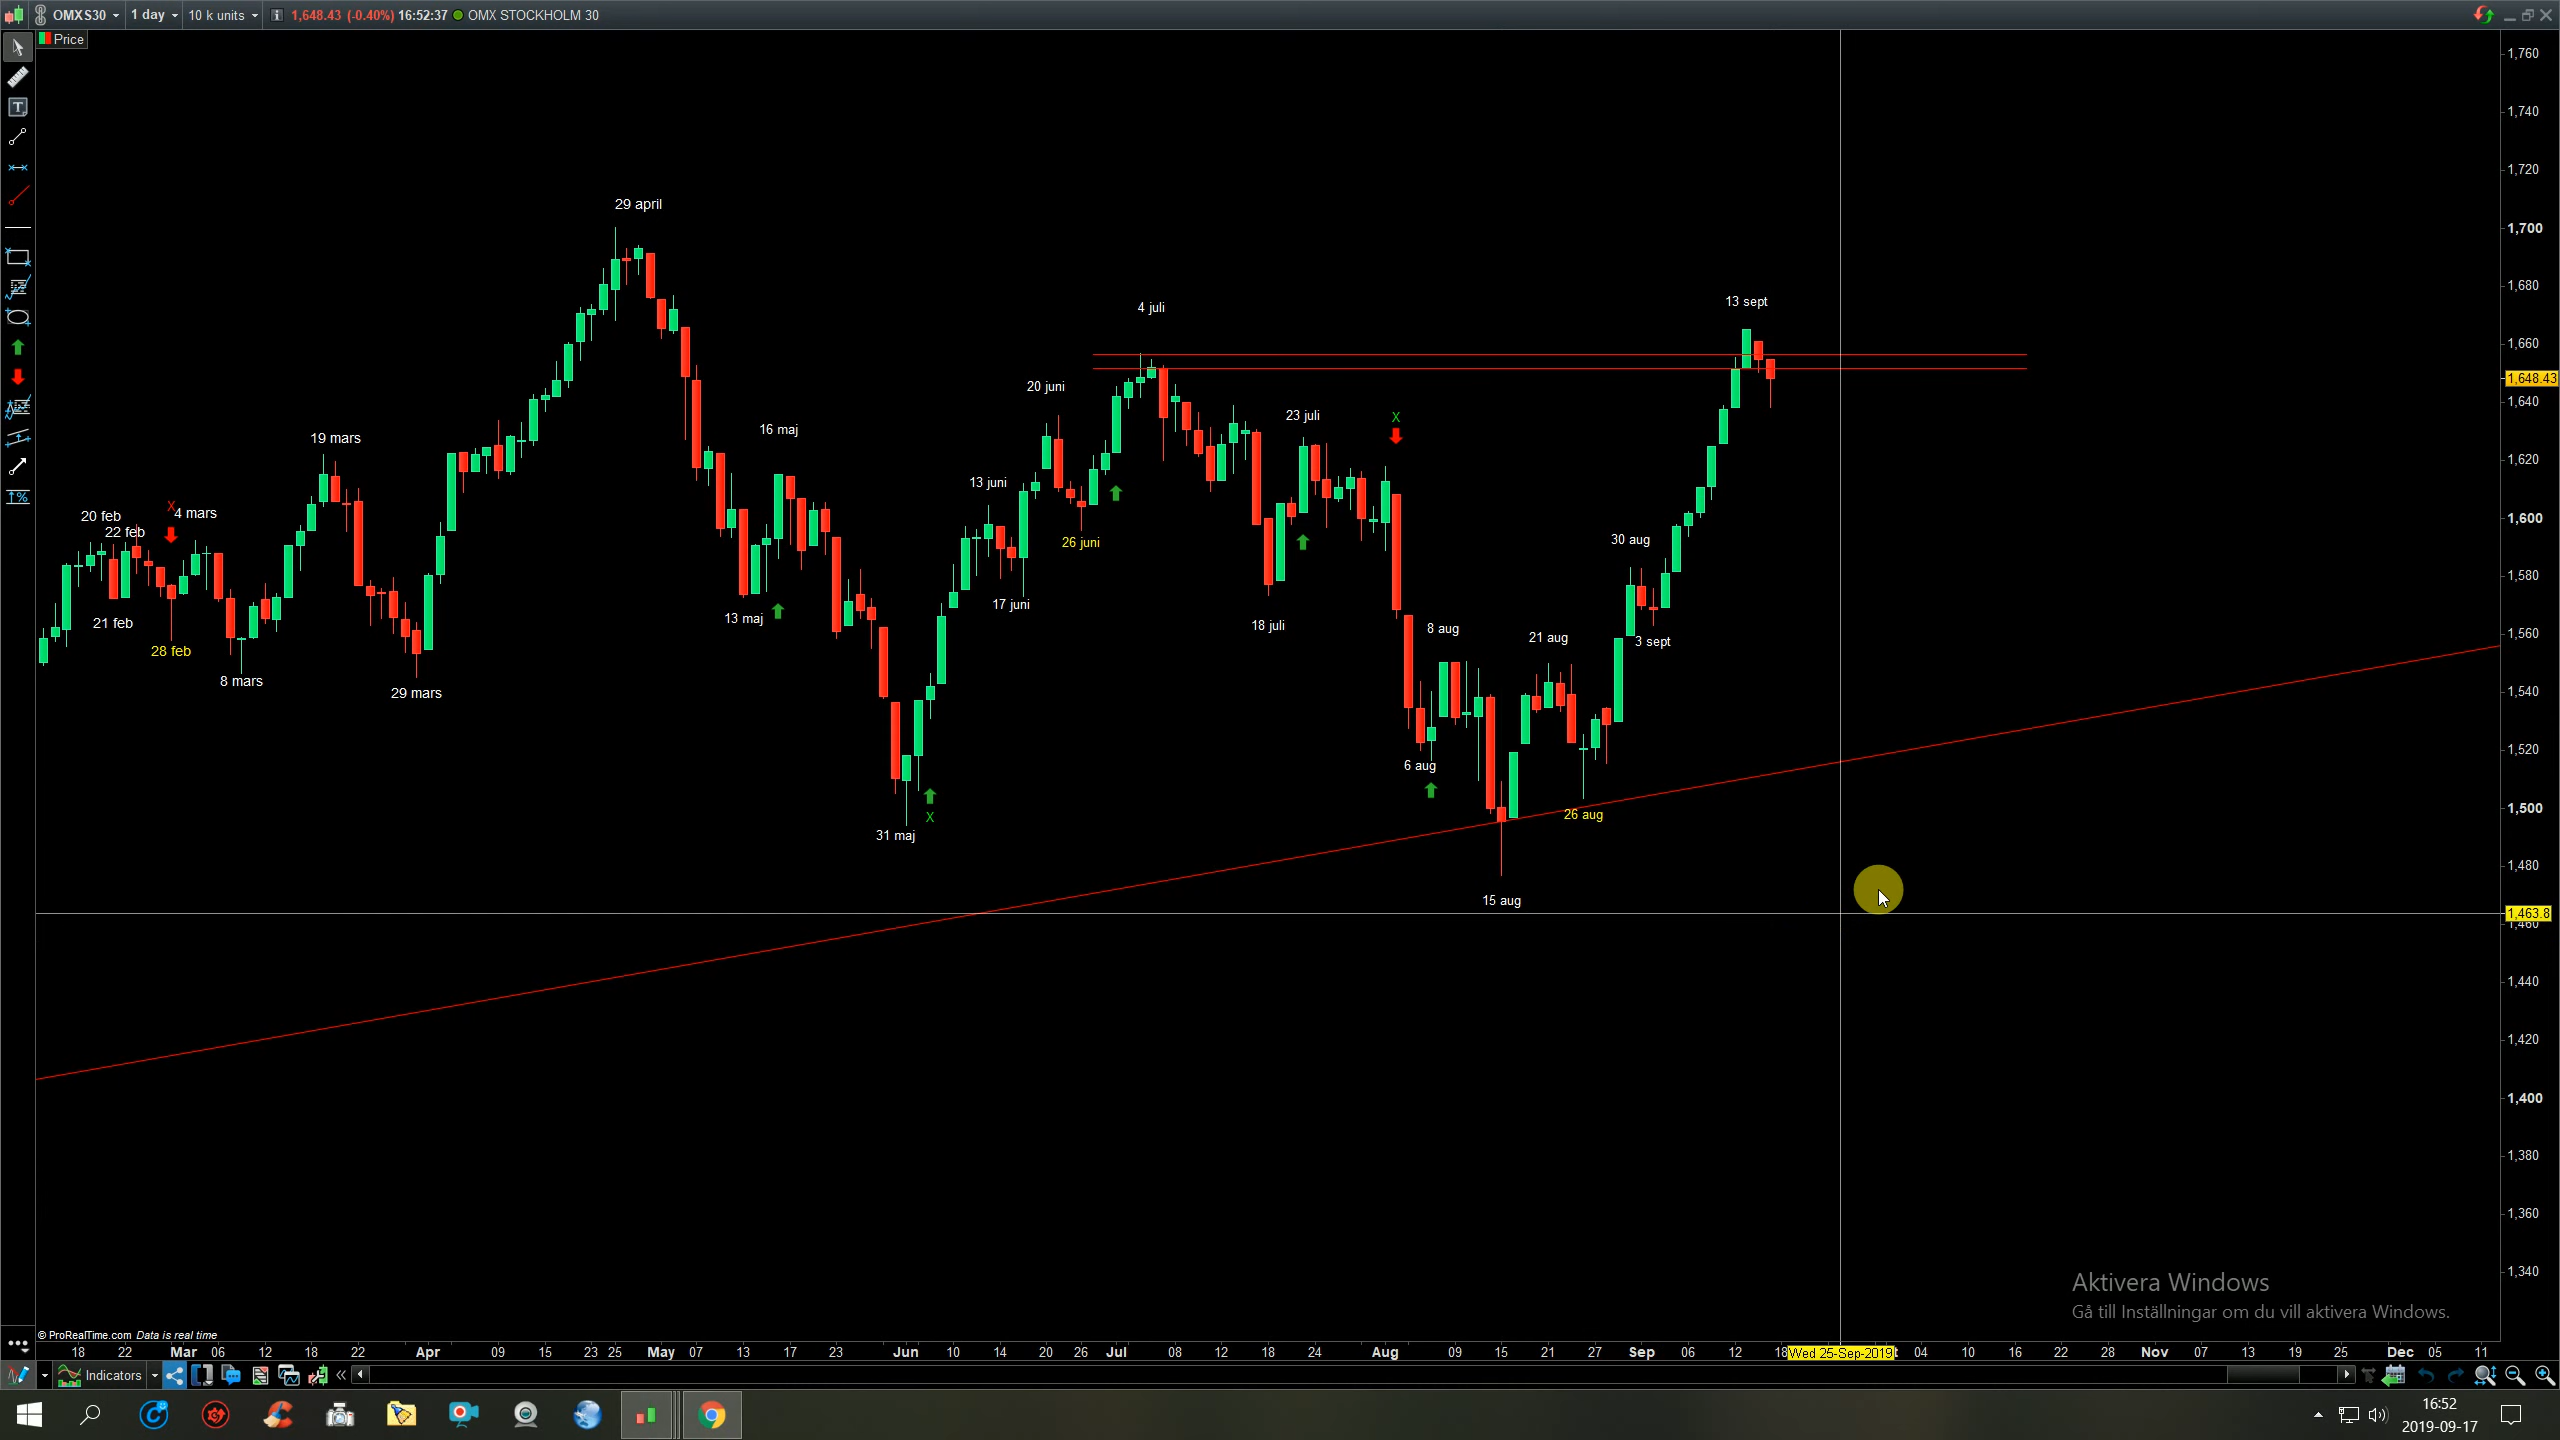 OMXS30 1 day 10 k units i 1,648.43 (-0.40%) 16:52:37 OMX STOCKHOLM 30
Price
1,760
1,740
1,720
1,700
1,680
1,660
1,648.43
1,640
1,620
1,600
1,580
1,560
1,540
1,520
1,500
1,480
1,463.8
1,460
1,440
1,420
1,400
1,380
1,360
1,340
29 april
4 juli
13 sept
20 juni
23 juli
X
16 maj
19 mars
13 juni
X
4 mars
20 feb
22 feb
30 aug
26 juni
17 juni
13 maj
21 feb
18 juli
8 aug
21 aug
3 sept
28 feb
8 mars
29 mars
6 aug
X
26 aug
31 maj
15 aug
Aktivera Windows
Gå till Inställningar om du vill aktivera Windows.
© ProRealTime.com Data is real time
18 22 Mar 06 12 18 22 Apr 09 15 23 25 May 07 13 17 23 Jun 10 14 20 26 Jul 08 12 18 24 Aug 09 15 21 27 Sep 06 12 18 Wed 25-Sep-2019 04 10 16 22 28 Nov 07 13 19 25 Dec 05 11
Indicators
16:52
2019-09-17